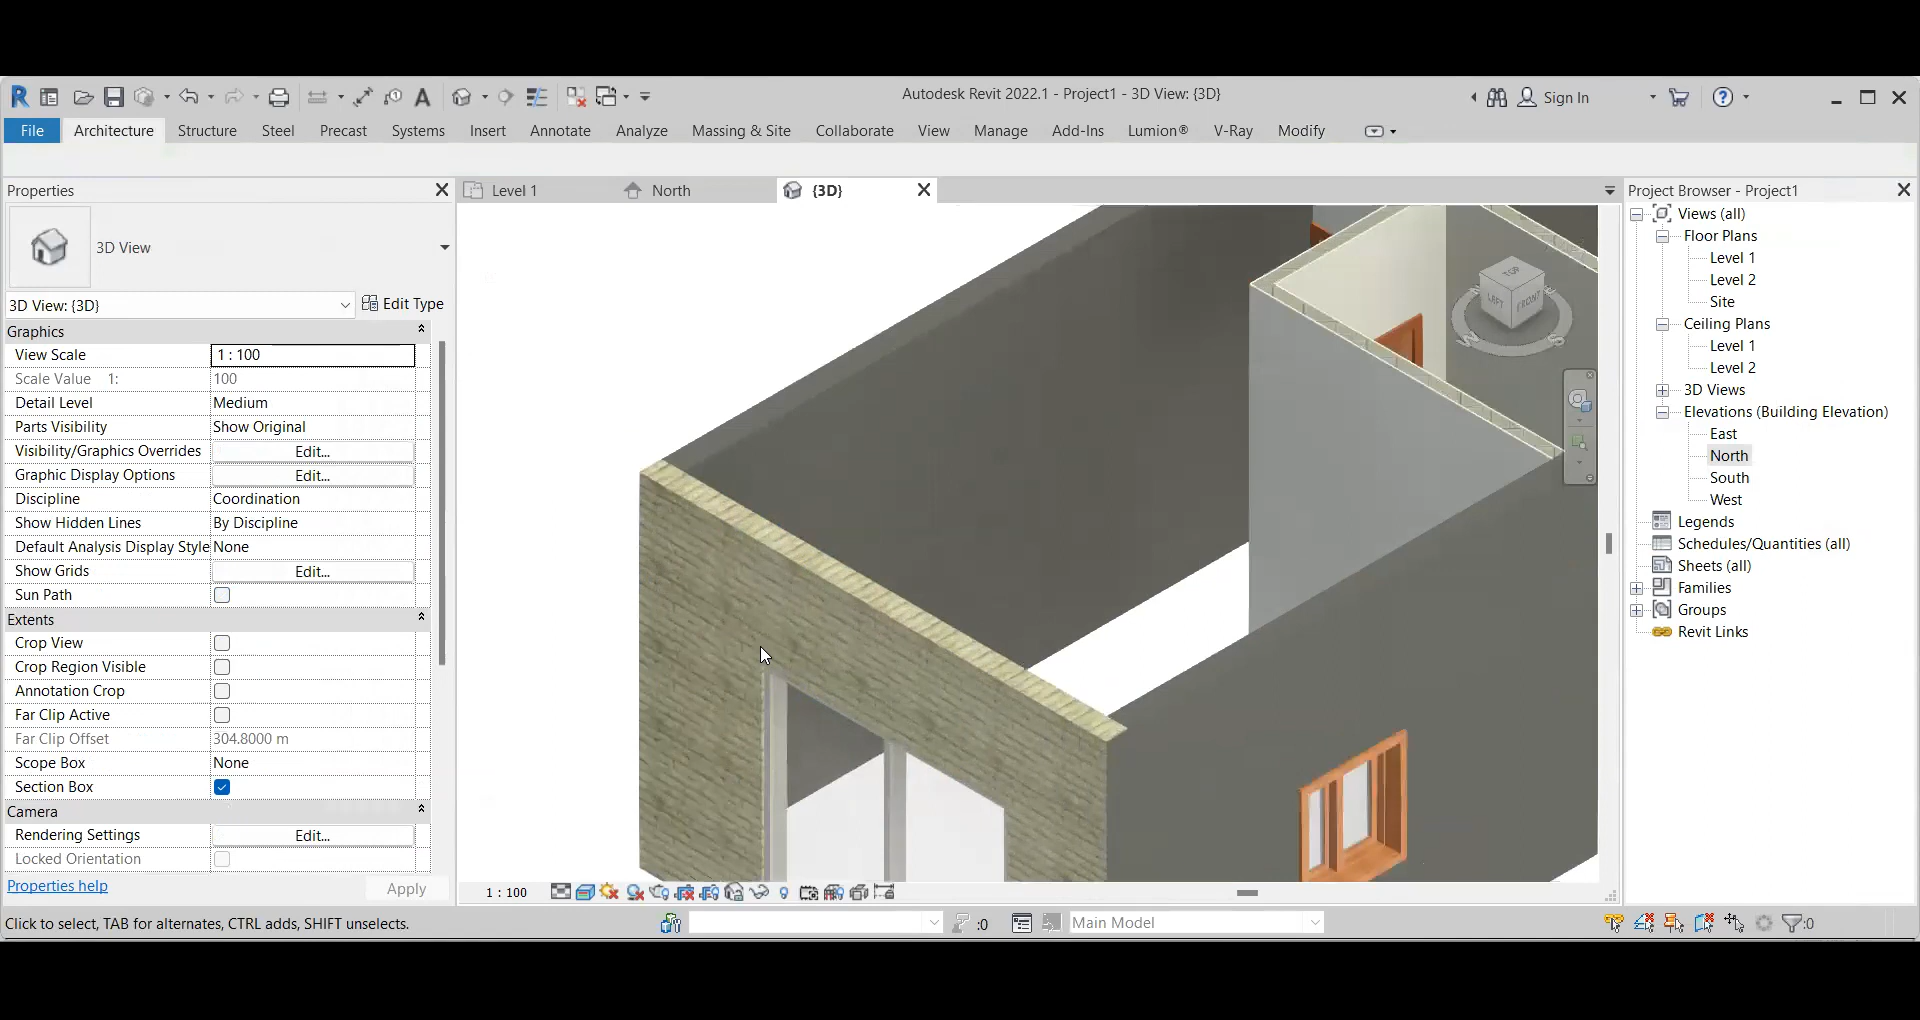 Autodesk Revit 2022.1 - Project1 - 3D View: {3D}
Sign In
File Architecture Structure Steel Precast Systems Insert Annotate Analyze Massing & Site Collaborate View Manage Add-Ins Lumion® V-Ray Modify
Properties
3D View
3D View: {3D}
Edit Type
Graphics
View Scale 1 : 100
Scale Value 1: 100
Detail Level Medium
Parts Visibility Show Original
Visibility/Graphics Overrides Edit...
Graphic Display Options Edit...
Discipline Coordination
Show Hidden Lines By Discipline
Default Analysis Display Style None
Show Grids Edit...
Sun Path
Extents
Crop View
Crop Region Visible
Annotation Crop
Far Clip Active
Far Clip Offset 304.8000 m
Scope Box None
Section Box
Camera
Rendering Settings Edit...
Locked Orientation
Properties help
Apply
Level 1 North {3D}
TOP
LEFT FRONT
W S
1 : 100
Project Browser - Project1
Views (all)
Floor Plans
Level 1
Level 2
Site
Ceiling Plans
Level 1
Level 2
3D Views
Elevations (Building Elevation)
East
North
South
West
Legends
Schedules/Quantities (all)
Sheets (all)
Families
Groups
Revit Links
Click to select, TAB for alternates, CTRL adds, SHIFT unselects.
:0
Main Model
:0